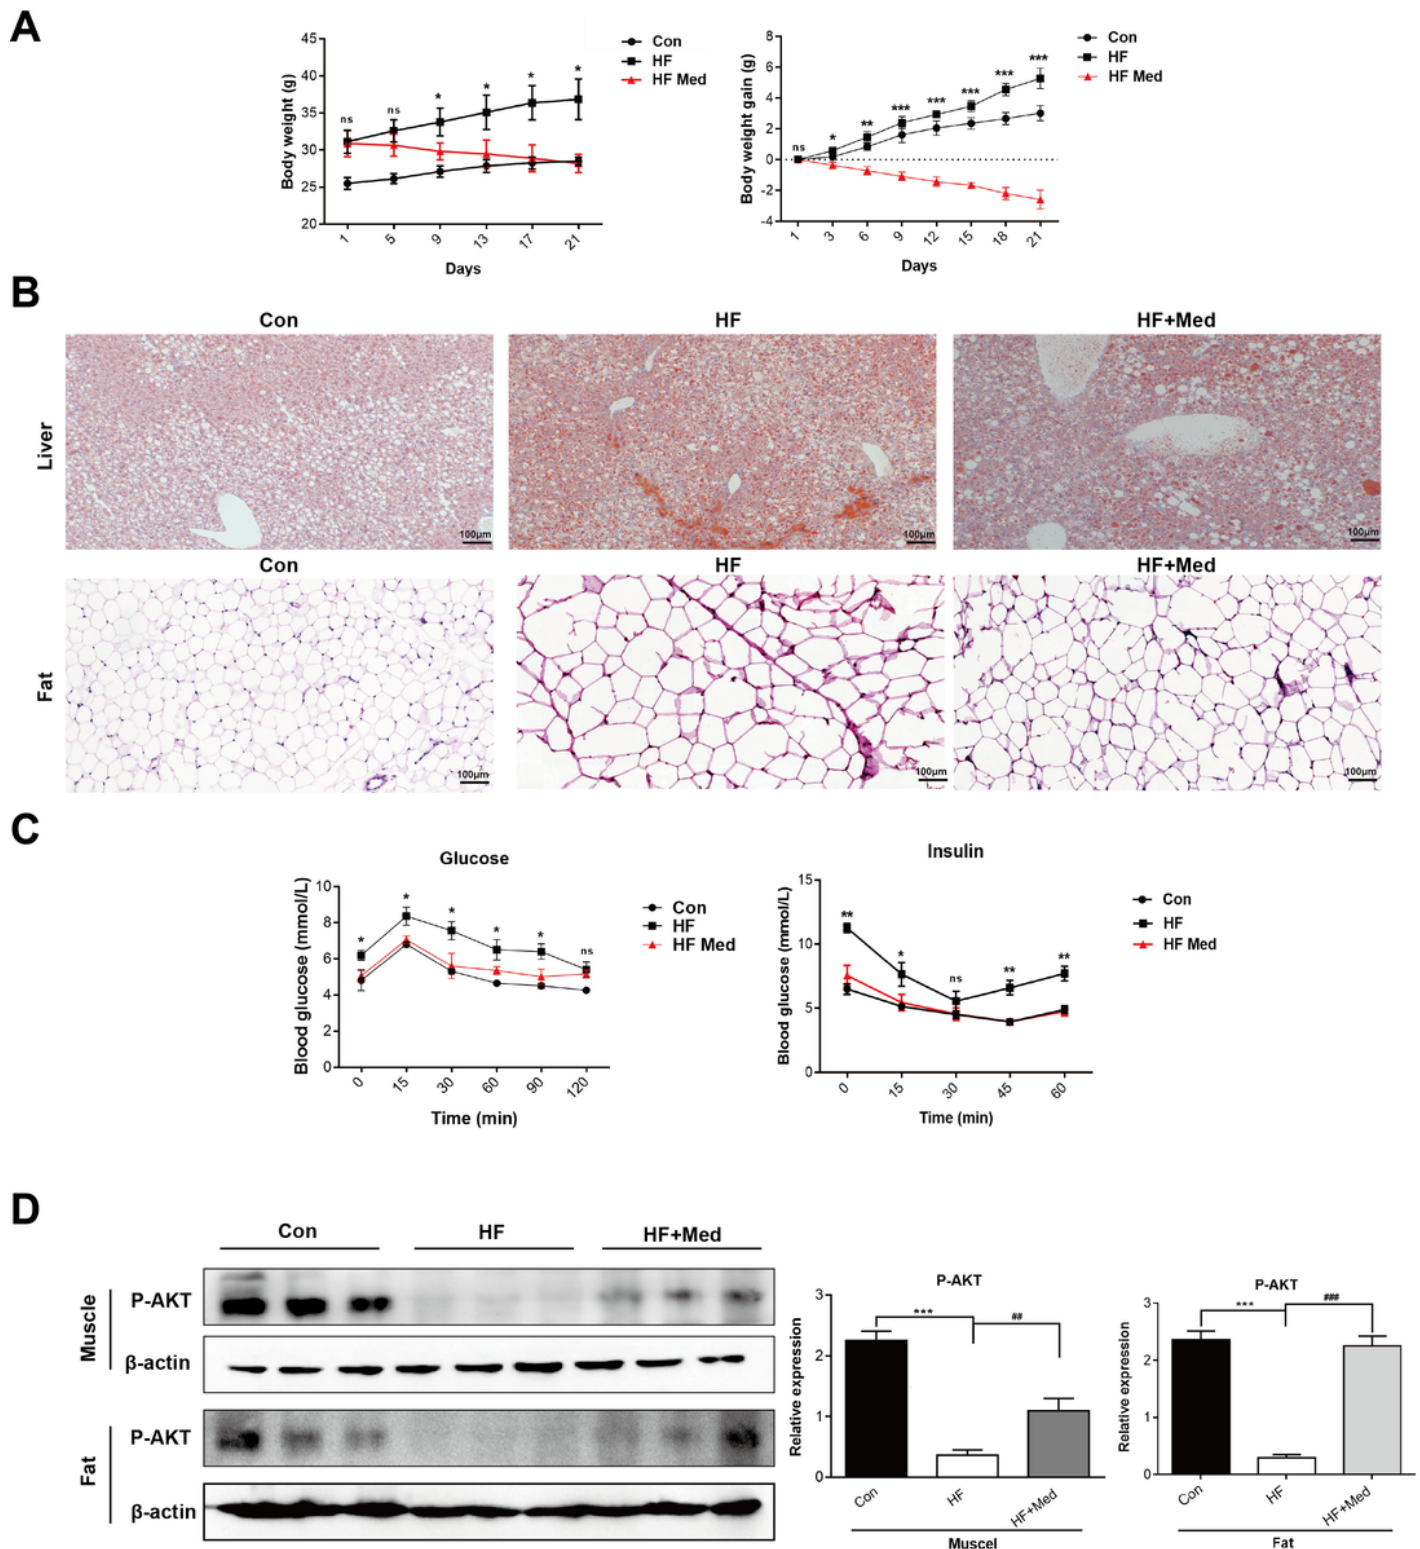 A
45
40
35
30
25
20
Body weight (g)
ns
ns
*
*
*
*
1
5
9
13
17
21
Days
Con
HF
HF Med
8
6
4
2
0
-2
-4
Body weight gain (g)
ns
*
**
***
***
***
***
***
1
3
6
9
12
15
18
21
Days
Con
HF
HF Med
B
Con
HF
HF+Med
Liver
100μm
100μm
100μm
Con
HF
HF+Med
Fat
100μm
100μm
100μm
C
Glucose
10
8
6
4
2
0
Blood glucose (mmol/L)
*
*
*
*
*
ns
0
15
30
60
90
120
Time (min)
Con
HF
HF Med
Insulin
15
10
5
0
Blood glucose (mmol/L)
**
*
ns
**
**
0
15
30
45
60
Time (min)
Con
HF
HF Med
D
Con
HF
HF+Med
Muscle
P-AKT
β-actin
Fat
P-AKT
β-actin
P-AKT
3
2
1
0
Relative expression
***
##
Con
HF
HF+Med
Muscel
P-AKT
3
2
1
0
Relative expression
***
###
Con
HF
HF+Med
Fat